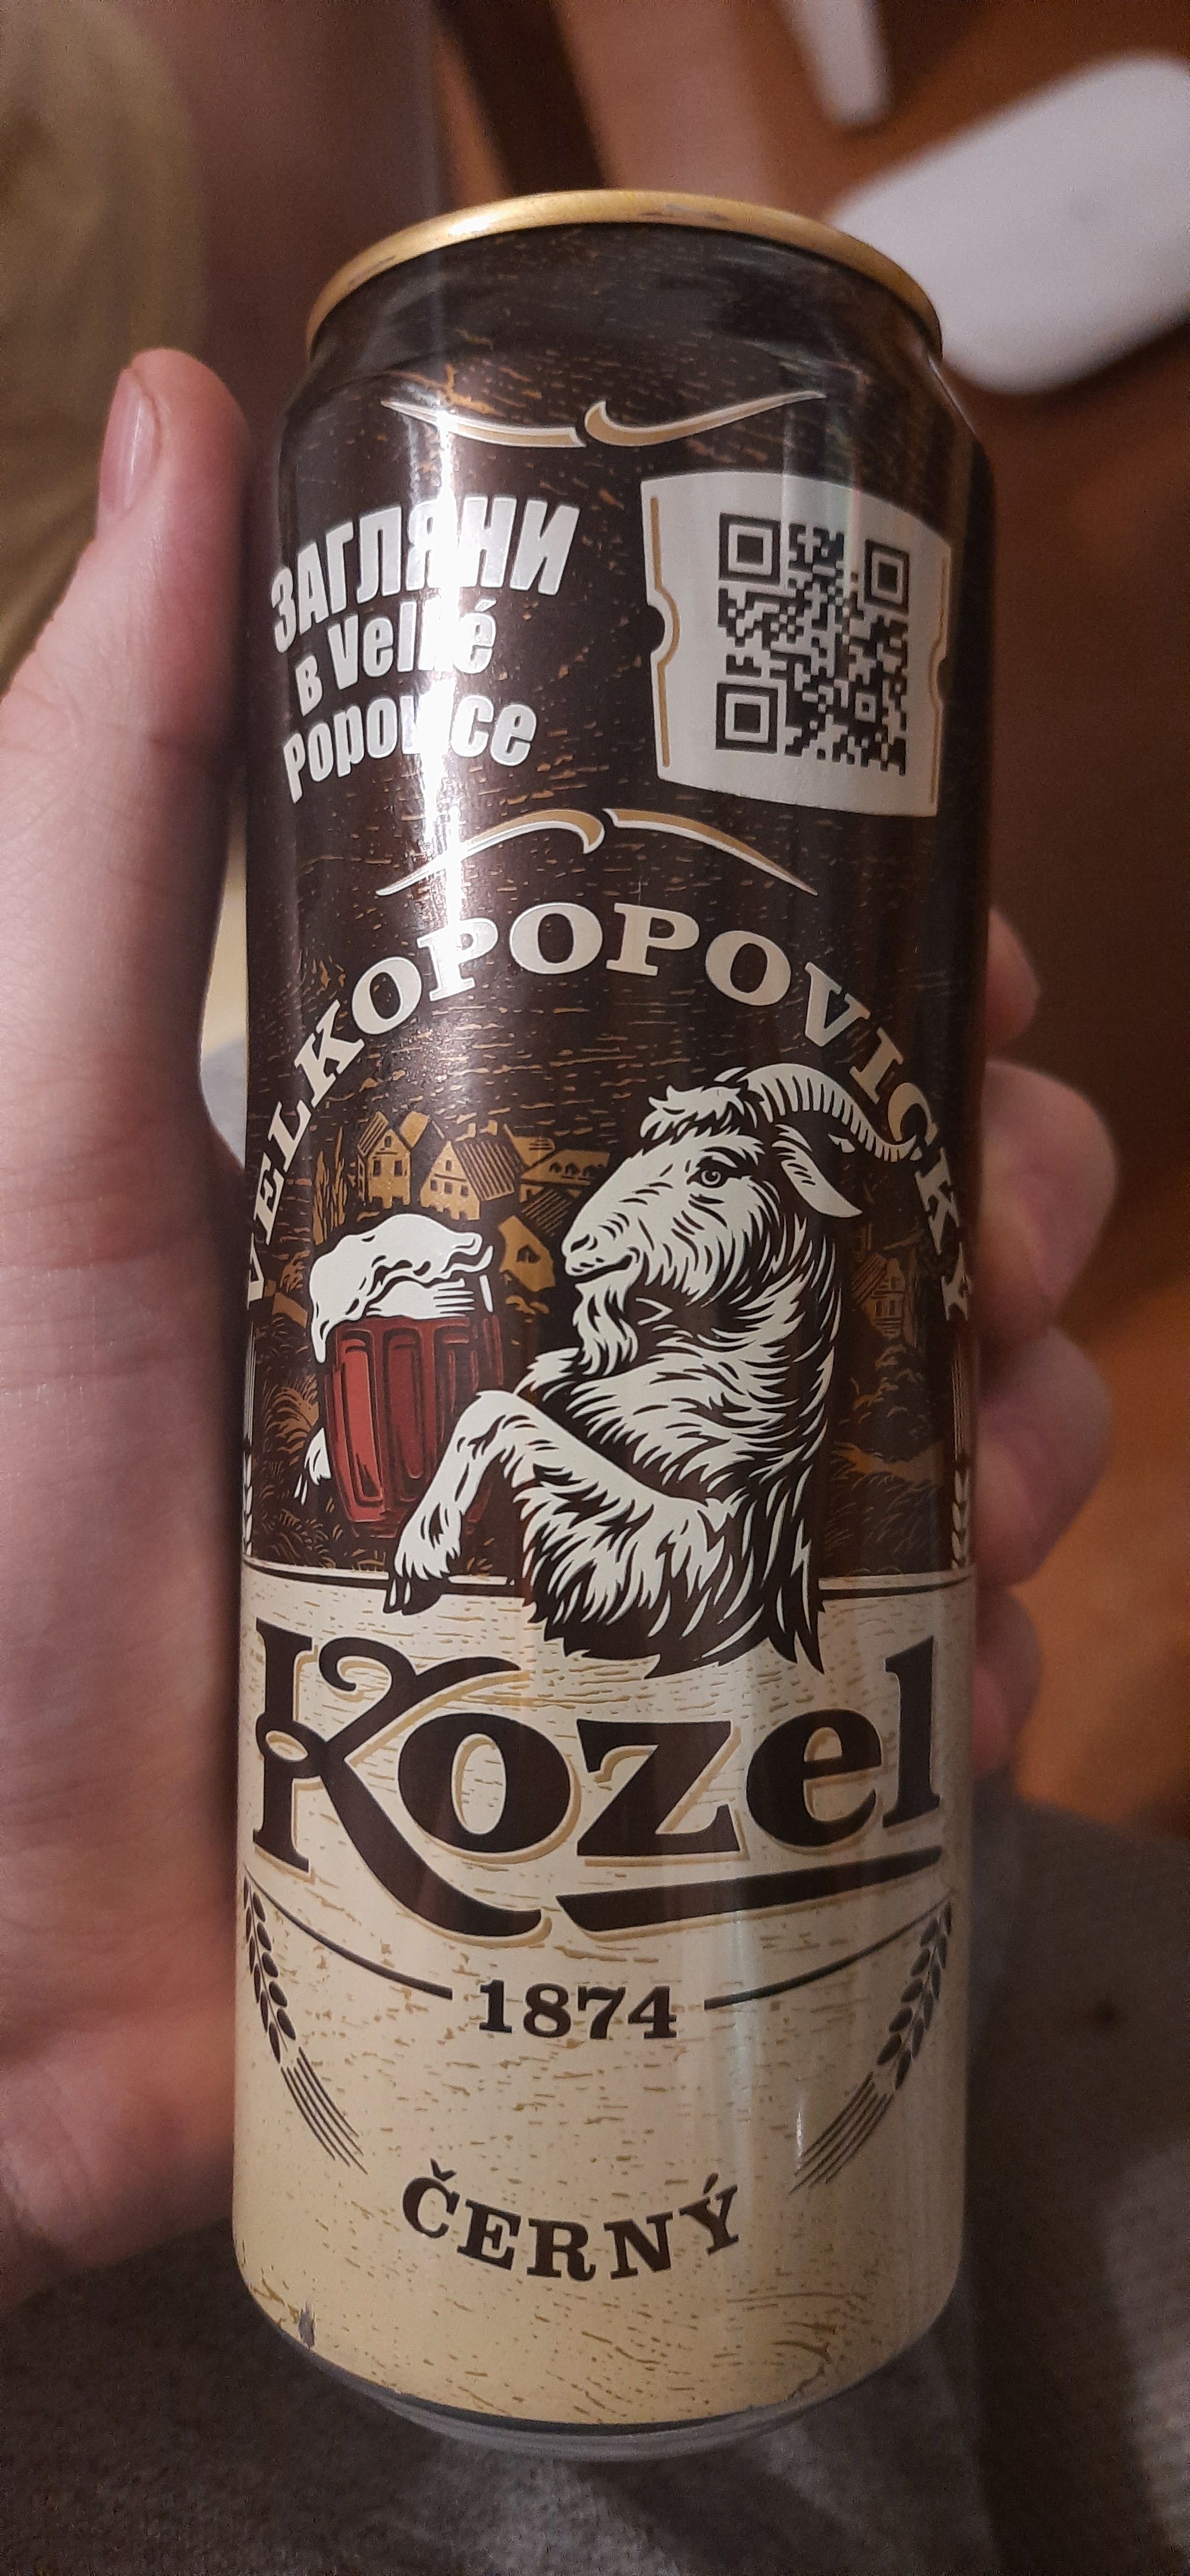 ЗАГЛЯНИ
в Velké
Popovice
VELKOPOPOVICKÝ
Kozel
1874
ČERNÝ